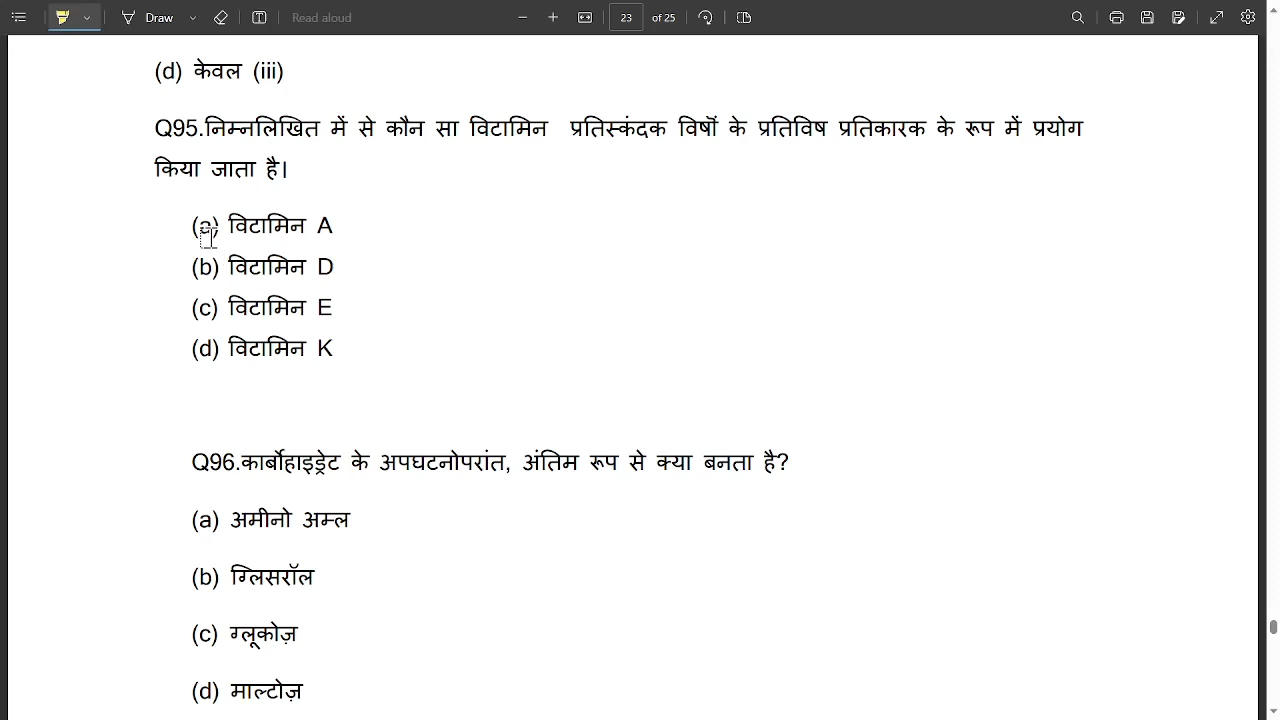 Draw
Read aloud
23 of 25
(d) केवल (iii)
Q95.निम्नलिखित में से कौन सा विटामिन प्रतिस्कंदक विषों के प्रतिविष प्रतिकारक के रूप में प्रयोग
किया जाता है।
(a) विटामिन A
(b) विटामिन D
(c) विटामिन E
(d) विटामिन K
Q96.कार्बोहाइड्रेट के अपघटनोपरांत, अंतिम रूप से क्या बनता है?
(a) अमीनो अम्ल
(b) ग्लिसरॉल
(c) ग्लूकोज़
(d) माल्टोज़